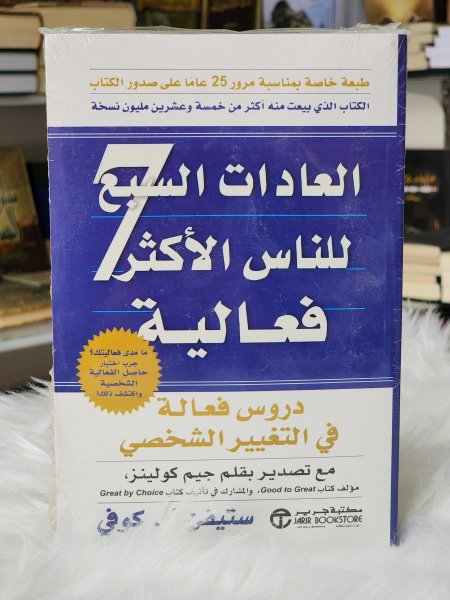 طبعة خاصة بمناسبة مرور 25 عاما على صدور الكتاب
الكتاب الذي بيعت منه أكثر من خمسة وعشرين مليون نسخة
العادات السبع 7
للناس الأكثر
فعالية
ما مدى فعاليتك؟
جرب اختبار
حاصل الفعالية
الشخصية
واكتشف ذلك!
دروس فعالة
في التغيير الشخصي
مع تصدير بقلم جيم كولينز،
مؤلف كتاب Good to Great، والمشارك في تأليف كتاب Great by Choice
ستيفن كوفي
مكتبة جرير
JARIR BOOKSTORE